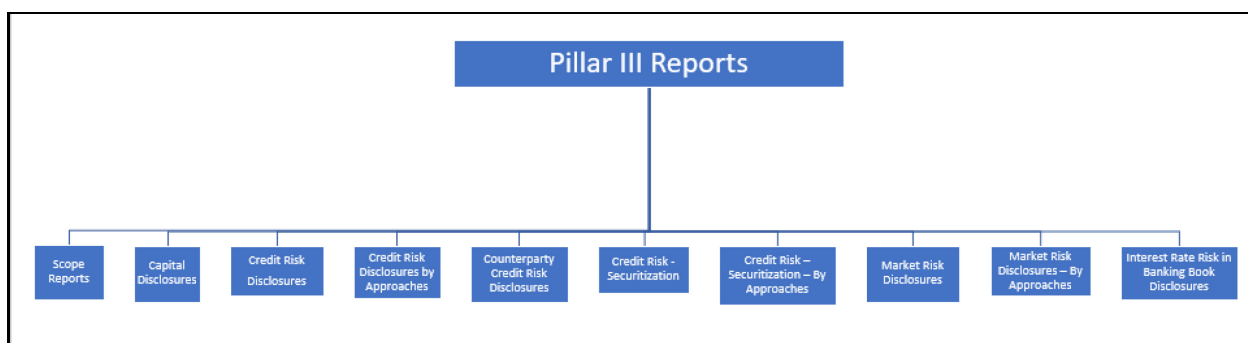 Pillar III Reports
Scope
Reports
Capital
Disclosures
Credit Risk
Disclosures
Credit Risk
Disclosures by
Approaches
Counterparty
Credit Risk
Disclosures
Credit Risk -
Securitization
Credit Risk –
Securitization – By
Approaches
Market Risk
Disclosures
Market Risk
Disclosures – By
Approaches
Interest Rate Risk in
Banking Book
Disclosures